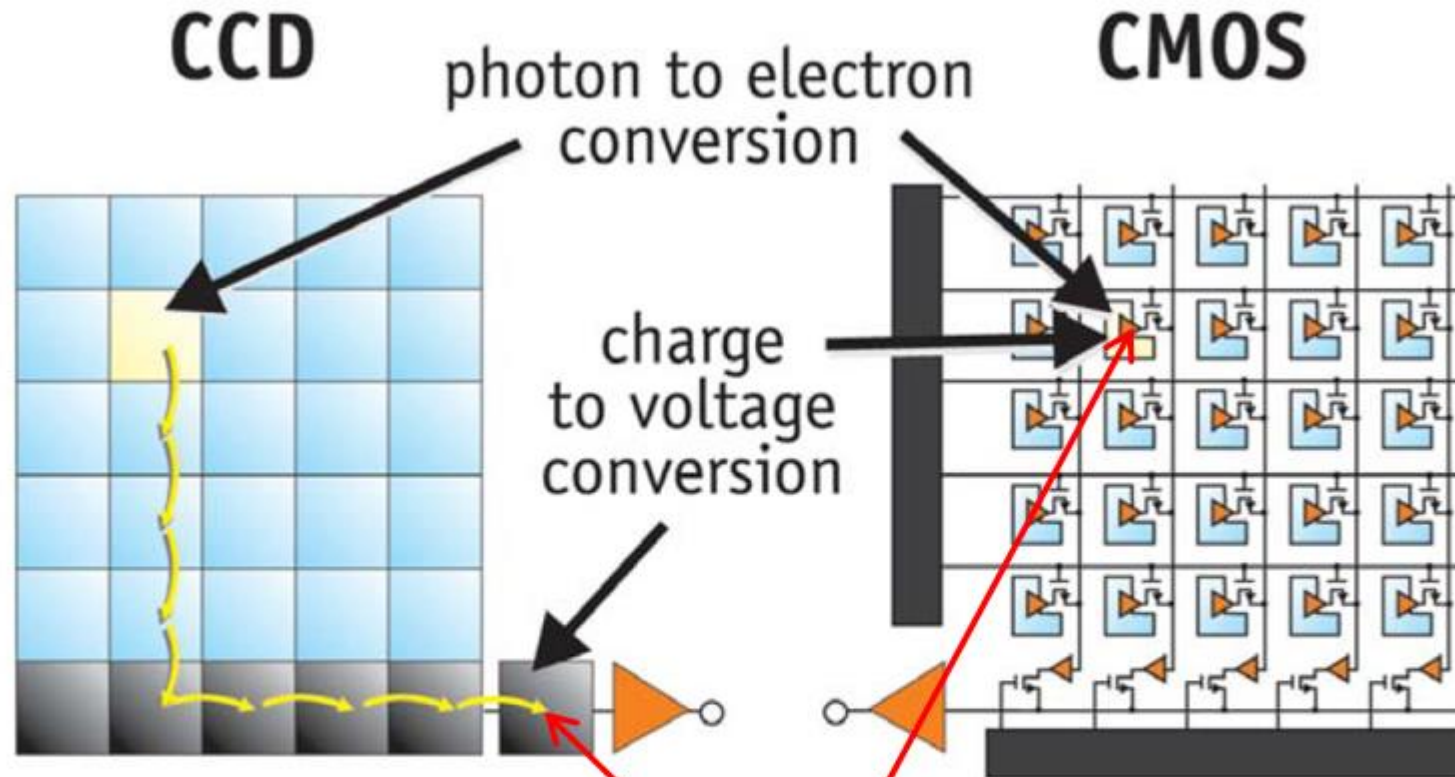 CCD
CMOS
photon to electron
conversion
charge
to voltage
conversion